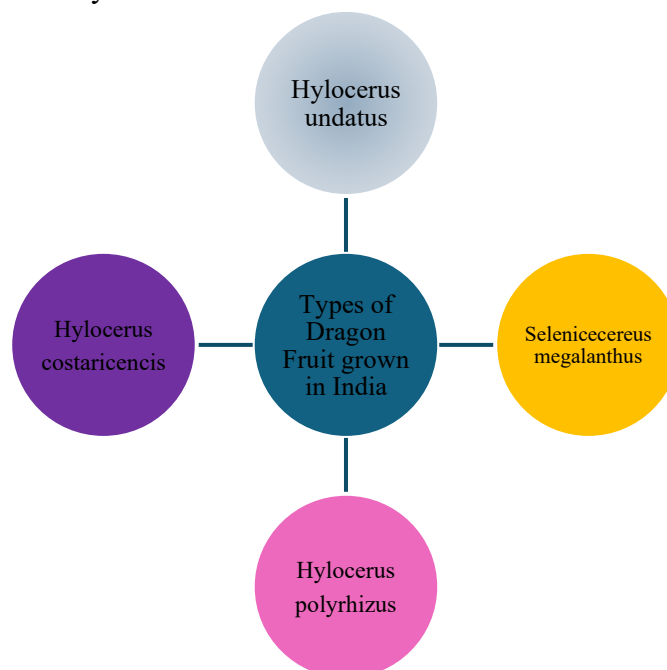 Hylocerus
undatus
Hylocerus
costaricencis
Types of
Dragon
Fruit grown
in India
Selenicecereus
megalanthus
Hylocerus
polyrhizus